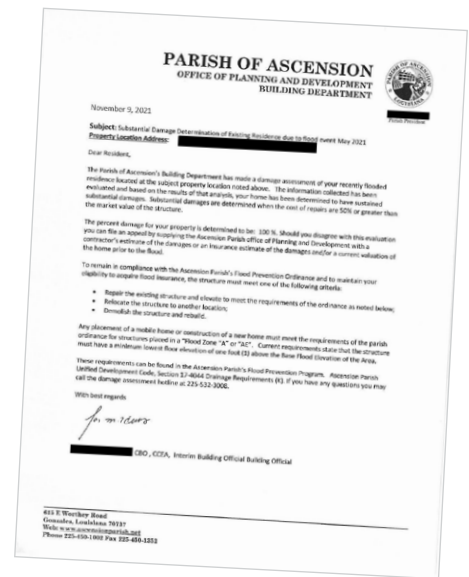 PARISH OF ASCENSION
OFFICE OF PLANNING AND DEVELOPMENT
BUILDING DEPARTMENT
PARISH OF ASCENSION
LOUISIANA
Parish President
November 9, 2021
Subject: Substantial Damage Determination of Existing Residence due to flood event May 2021
Property Location Address:
Dear Resident,
The Parish of Ascension's Building Department has made a damage assessment of your recently flooded
residence located at the subject property location noted above. The information collected has been
evaluated and based on the results of that analysis, your home has been determined to have sustained
substantial damages. Substantial damages are determined when the cost of repairs are 50% or greater than
the market value of the structure.
The percent damage for your property is determined to be: 100 %. Should you disagree with this evaluation
you can file an appeal by supplying the Ascension Parish office of Planning and Development with a
contractor's estimate of the damages or an insurance estimate of the damages and/or a current valuation of
the home prior to the flood.
To remain in compliance with the Ascension Parish's Flood Prevention Ordinance and to maintain your
eligibility to acquire flood insurance, the structure must meet one of the following criteria:
• Repair the existing structure and elevate to meet the requirements of the ordinance as noted below;
• Relocate the structure to another location;
• Demolish the structure and rebuild.
Any placement of a mobile home or construction of a new home must meet the requirements of the parish
ordinance for structures placed in a "Flood Zone "A" or "AE". Current requirements state that the structure
must have a minimum lowest floor elevation of one foot (1) above the Base Flood Elevation of the Area.
These requirements can be found in the Ascension Parish's Flood Prevention Program. Ascension Parish
Unified Development Code, Section 17-4044 Drainage Requirements (K). If you have any questions you may
call the damage assessment hotline at 225-532-3008.
With best regards
CBO, CCEA, Interim Building Official Building Official
615 E Worthey Road
Gonzales, Louisiana 70737
Web: www.ascensionparish.net
Phone 225-450-1002 Fax 225-450-1352